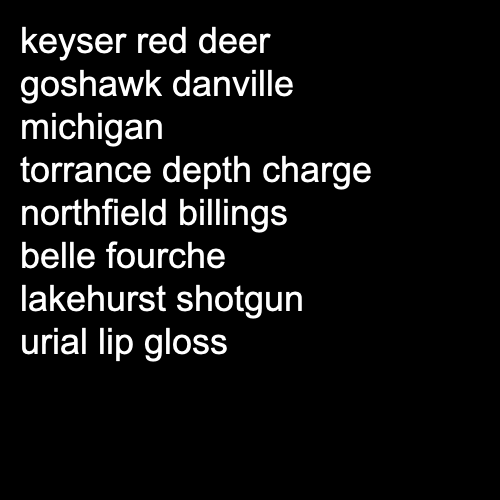 keyser red deer
goshawk danville
michigan
torrance depth charge
northfield billings
belle fourche
lakehurst shotgun
urial lip gloss